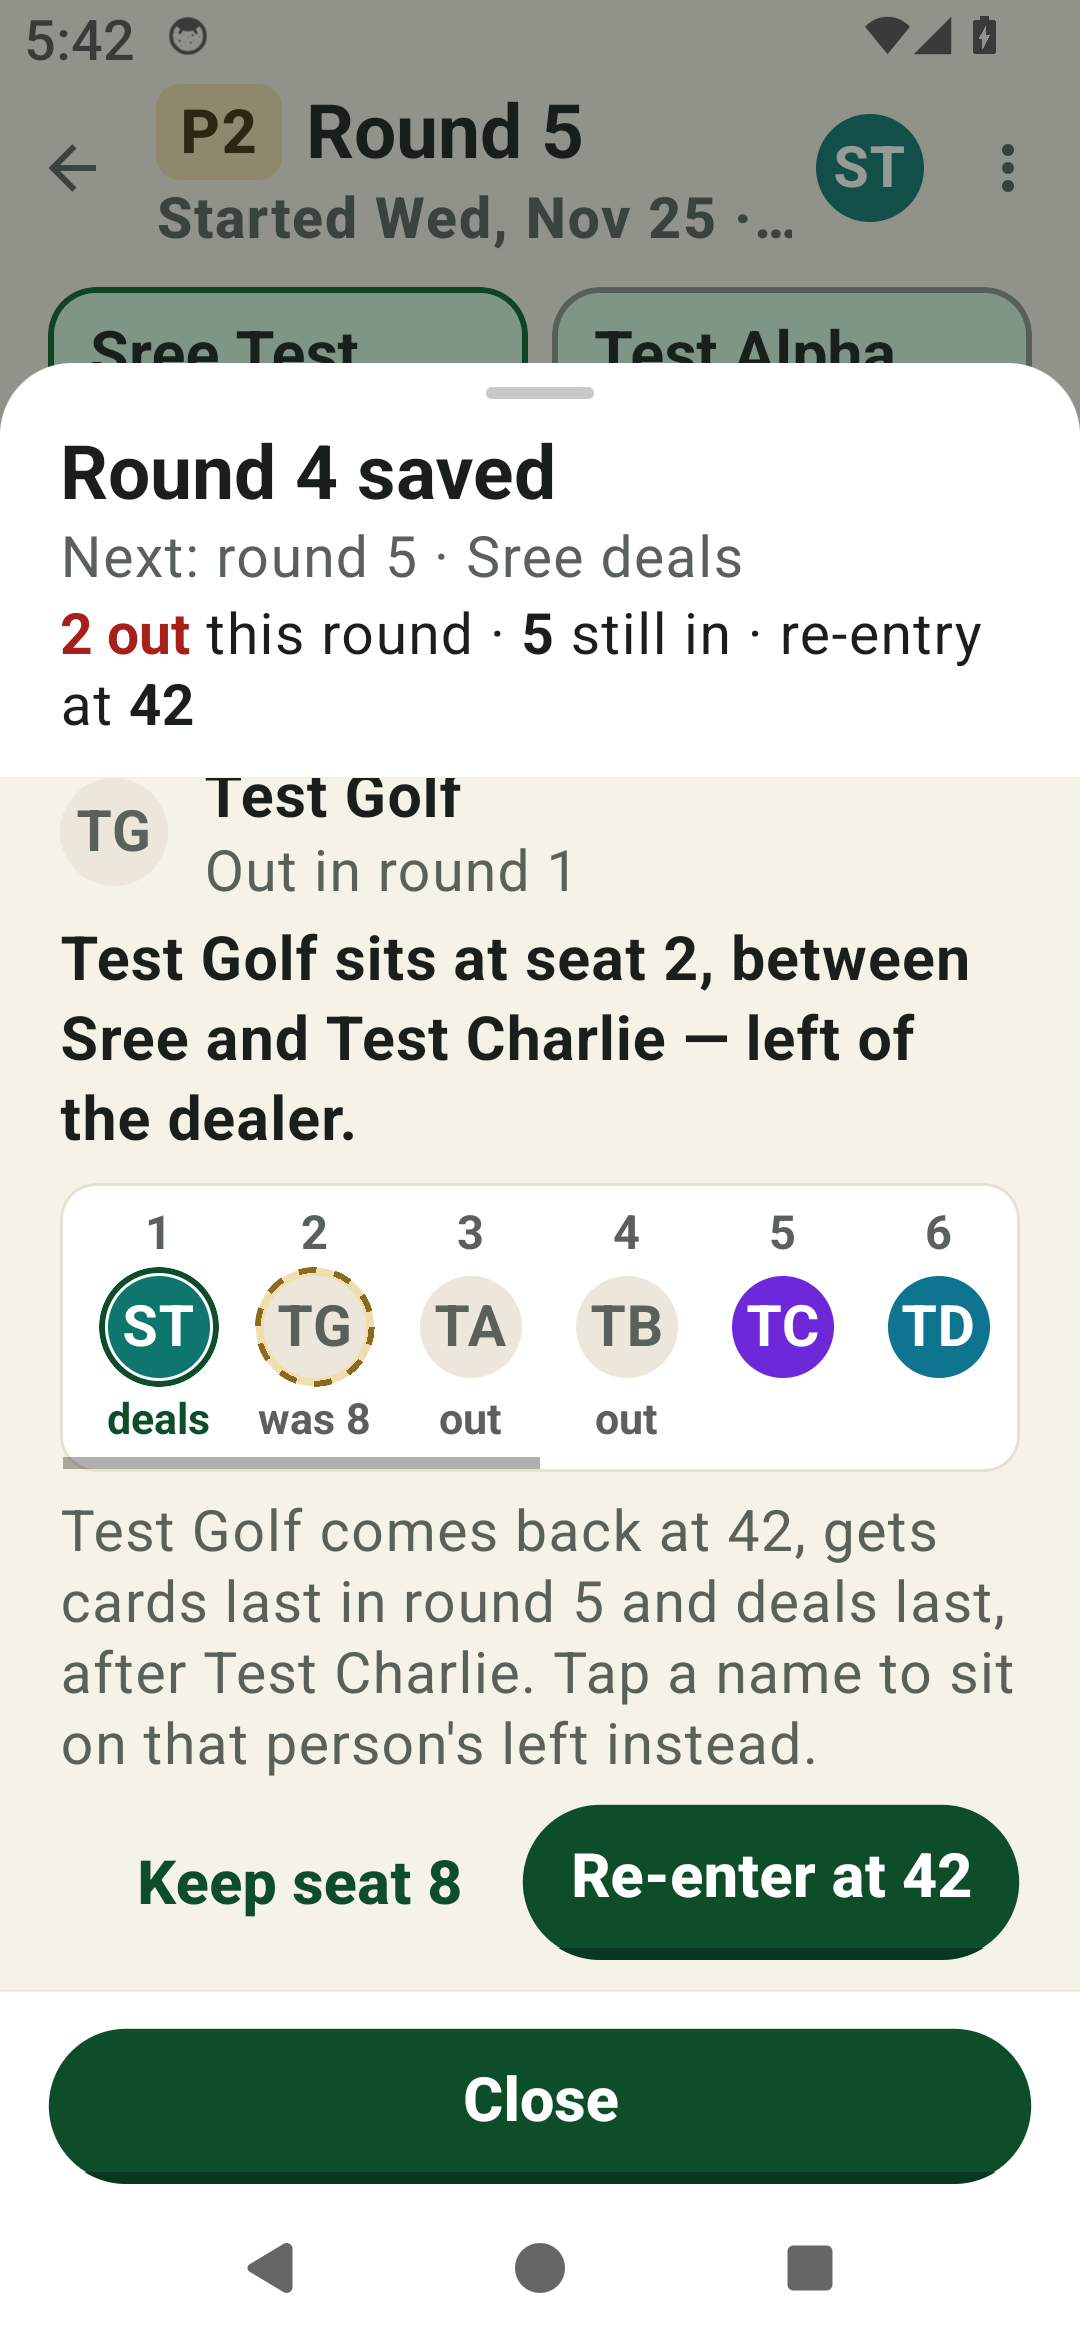 5:42
P2 Round 5
ST
Started Wed, Nov 25 ·…
Sree Test
Test Alpha
Round 4 saved
Next: round 5 · Sree deals
2 out this round · 5 still in · re-entry
at 42
TG
Test Golf
Out in round 1
Test Golf sits at seat 2, between
Sree and Test Charlie — left of
the dealer.
1 2 3 4 5 6
ST TG TA TB TC TD
deals was 8 out out
Test Golf comes back at 42, gets
cards last in round 5 and deals last,
after Test Charlie. Tap a name to sit
on that person's left instead.
Keep seat 8
Re-enter at 42
Close